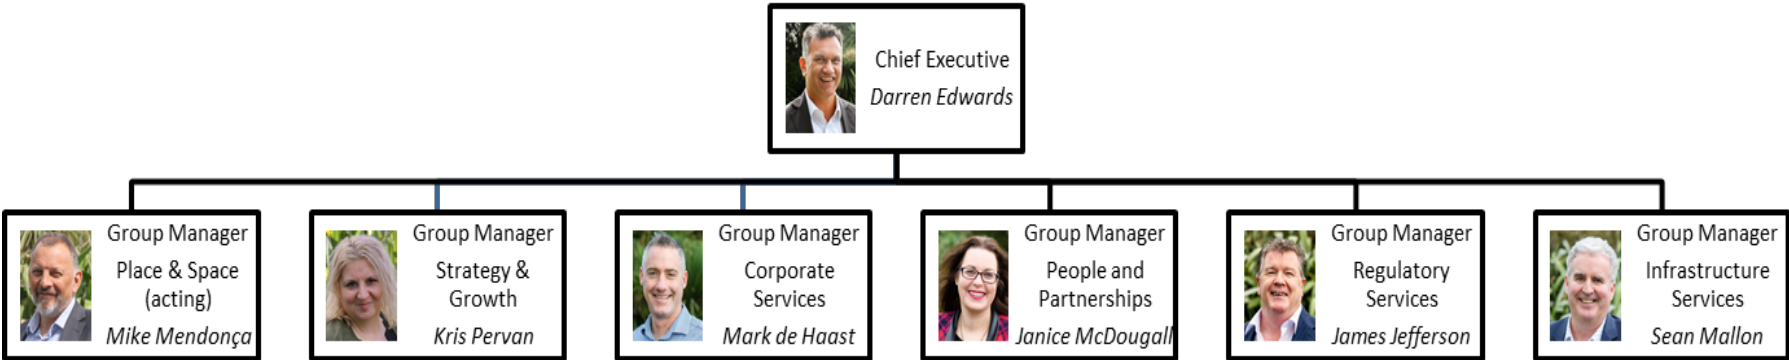 Chief Executive
Darren Edwards
Group Manager
Place & Space
(acting)
Mike Mendonça
Group Manager
Strategy &
Growth
Kris Pervan
Group Manager
Corporate
Services
Mark de Haast
Group Manager
People and
Partnerships
Janice McDougall
Group Manager
Regulatory
Services
James Jefferson
Group Manager
Infrastructure
Services
Sean Mallon